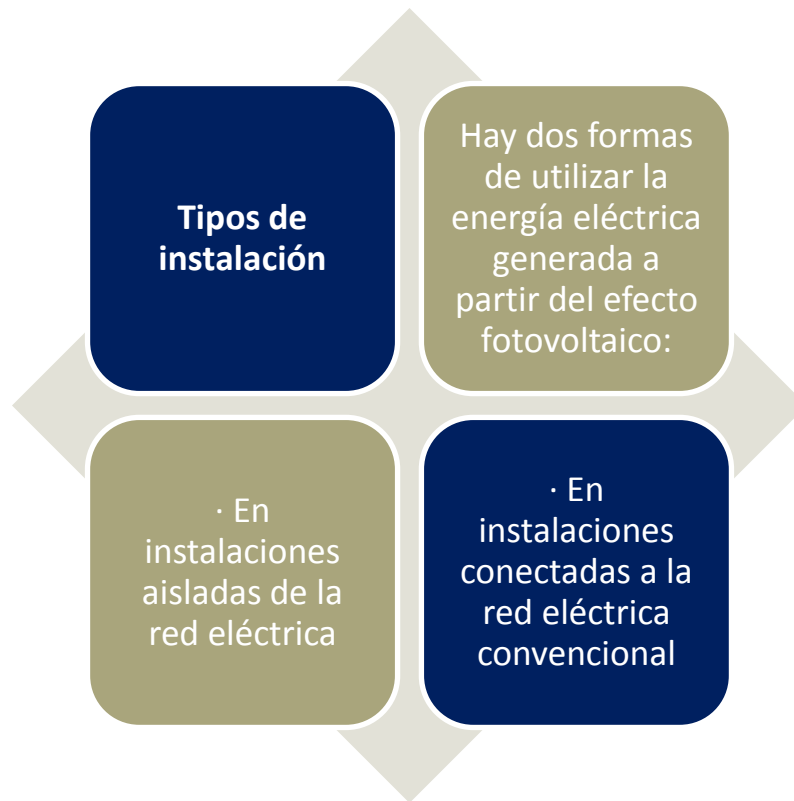 Tipos de
instalación
Hay dos formas
de utilizar la
energía eléctrica
generada a
partir del efecto
fotovoltaico:
· En
instalaciones
aisladas de la
red eléctrica
· En
instalaciones
conectadas a la
red eléctrica
convencional